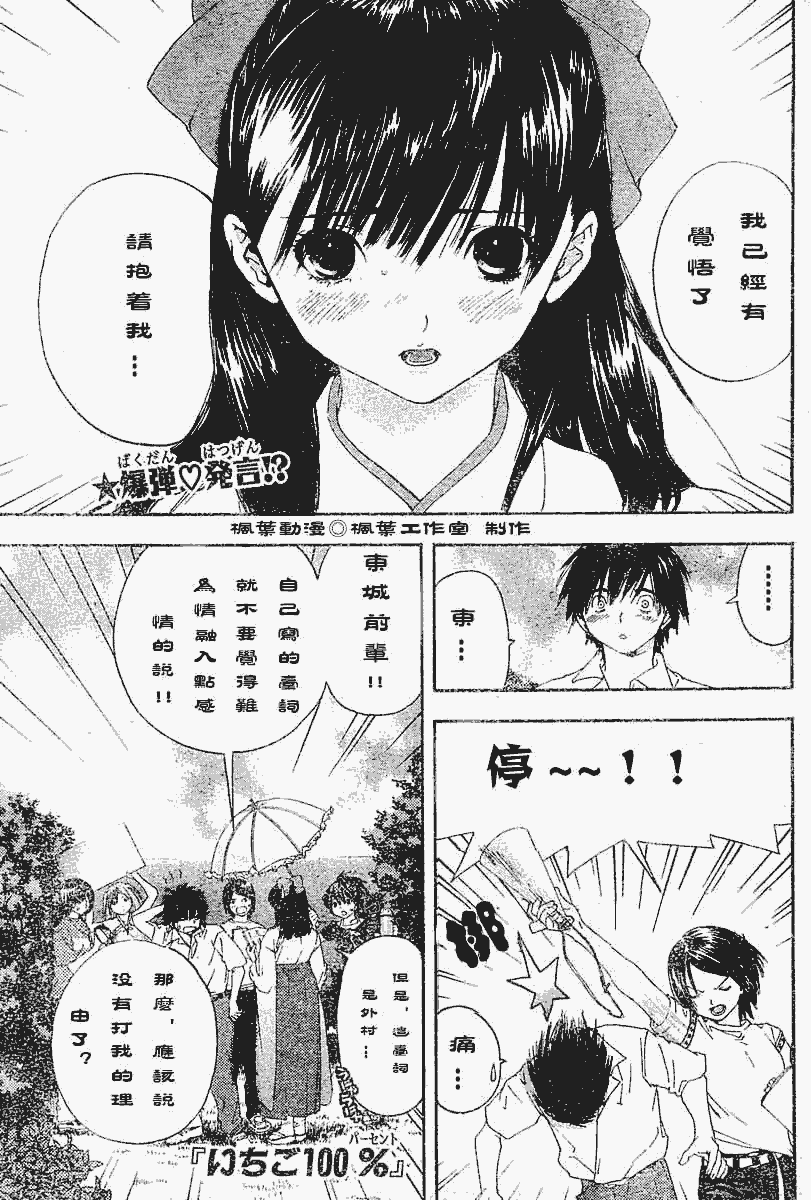 我己經有
覺悟了
請抱着我…
ばくだん はつげん
☆爆弾♡発言!?
楓葉動漫◎楓葉工作室 制作
……
東…
停~~！！
痛…
東城前輩!!
自己寫的臺詞
就不要覺得難
為情融入點感
情的說!!
但是，這臺詞
是外村…
那麼，應該說
没有打我的理
由了?
パーセント
『いちご100%』